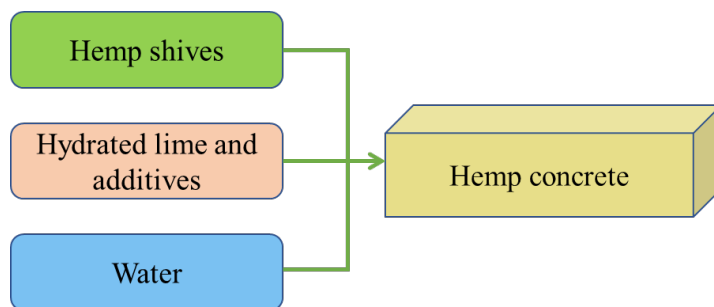 Hemp shives
Hydrated lime and
additives
Hemp concrete
Water